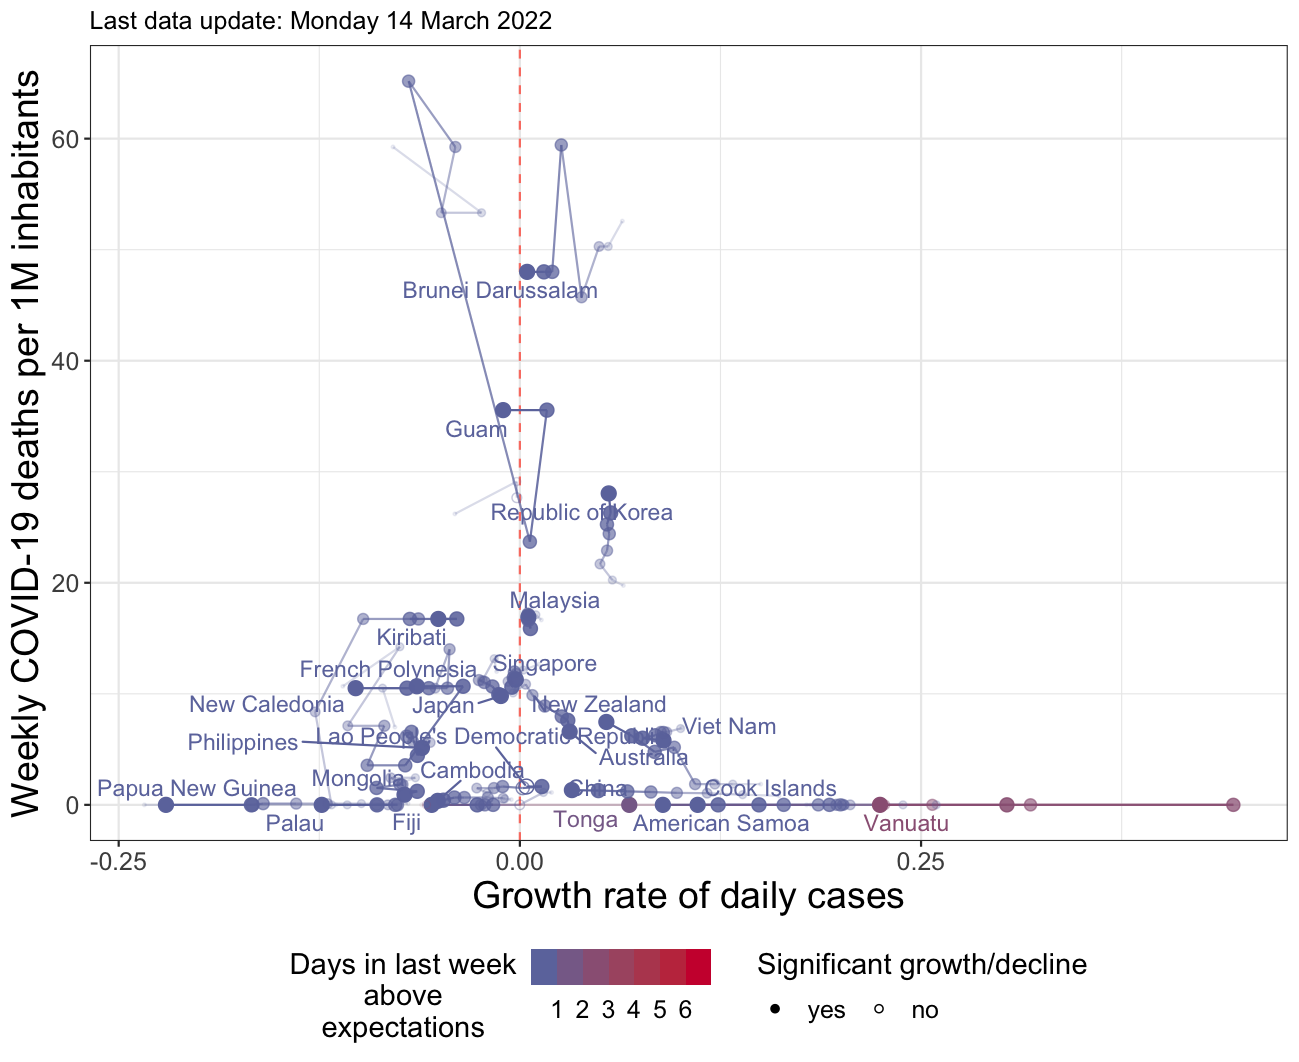 Last data update: Monday 14 March 2022
Weekly COVID-19 deaths per 1M inhabitants
60
40
20
0
Brunei Darussalam
Guam
Republic of Korea
Malaysia
Kiribati
French Polynesia
Singapore
New Caledonia
Japan
New Zealand
Viet Nam
Philippines
Lao People's Democratic Republic
Australia
Mongolia
Cambodia
Papua New Guinea
China
Cook Islands
Palau
Fiji
Tonga
American Samoa
Vanuatu
-0.25
0.00
0.25
Growth rate of daily cases
Days in last week
above
expectations
1 2 3 4 5 6
Significant growth/decline
yes
no